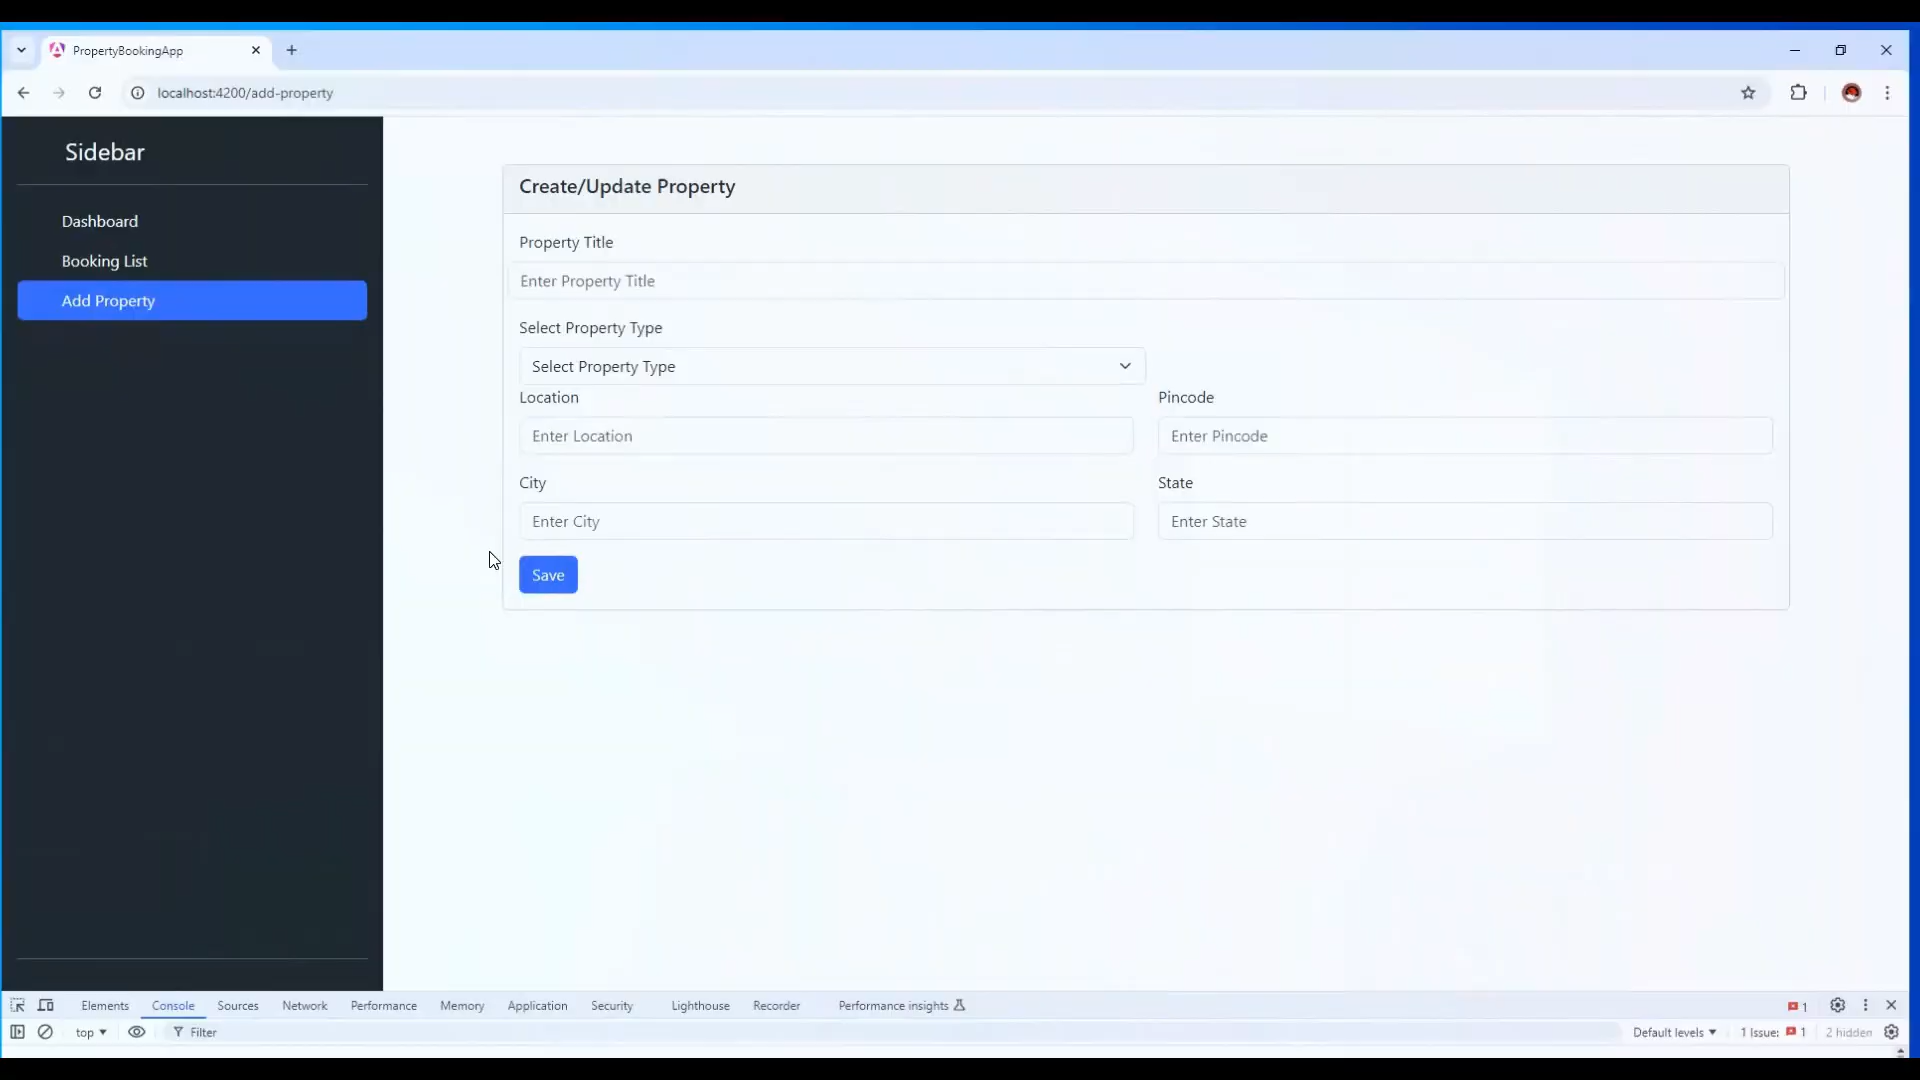 PropertyBookingApp
localhost:4200/add-property
Sidebar
Dashboard
Booking List
Add Property
Create/Update Property
Property Title
Enter Property Title
Select Property Type
Select Property Type
Location Pincode
Enter Location Enter Pincode
City State
Enter City Enter State
Save
Elements Console Sources Network Performance Memory Application Security Lighthouse Recorder Performance insights 1
top Filter Default levels 1 Issue: 1 2 hidden